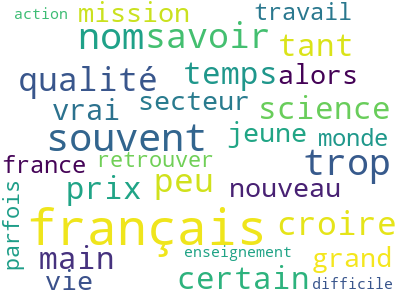 action mission travail
nom savoir tant
qualité temps alors
vrai secteur science
souvent jeune monde
france retrouver trop
parfois prix peu nouveau
français croire
main enseignement grand
vie certain difficile